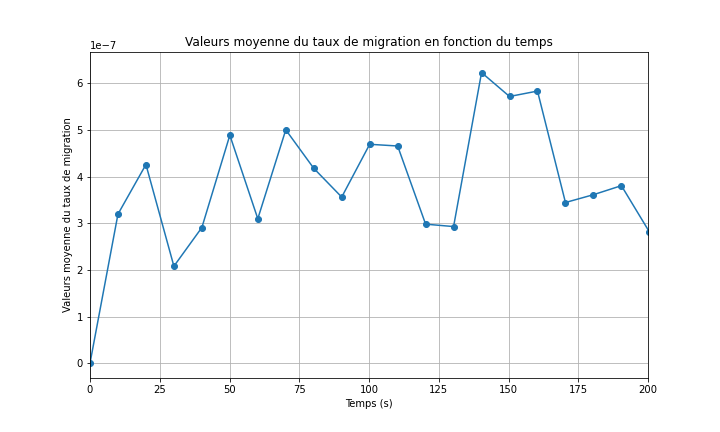 Valeurs moyenne du taux de migration en fonction du temps
1e−7
6
5
4
3
2
1
0
Valeurs moyenne du taux de migration
0 25 50 75 100 125 150 175 200
Temps (s)